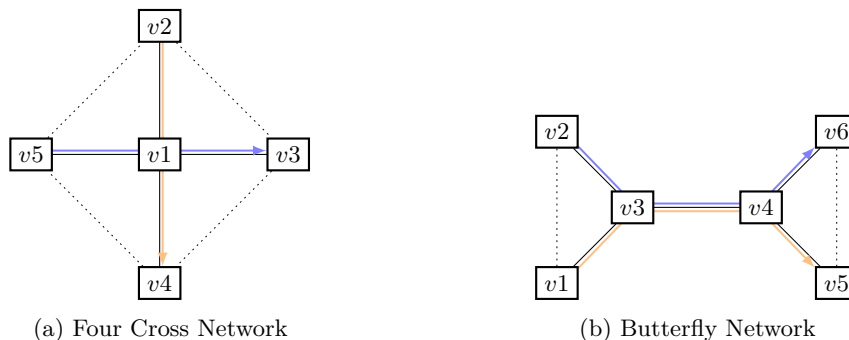 v2
v5 v1 v3
v4
(a) Four Cross Network
v2 v6
v3 v4
v1 v5
(b) Butterfly Network